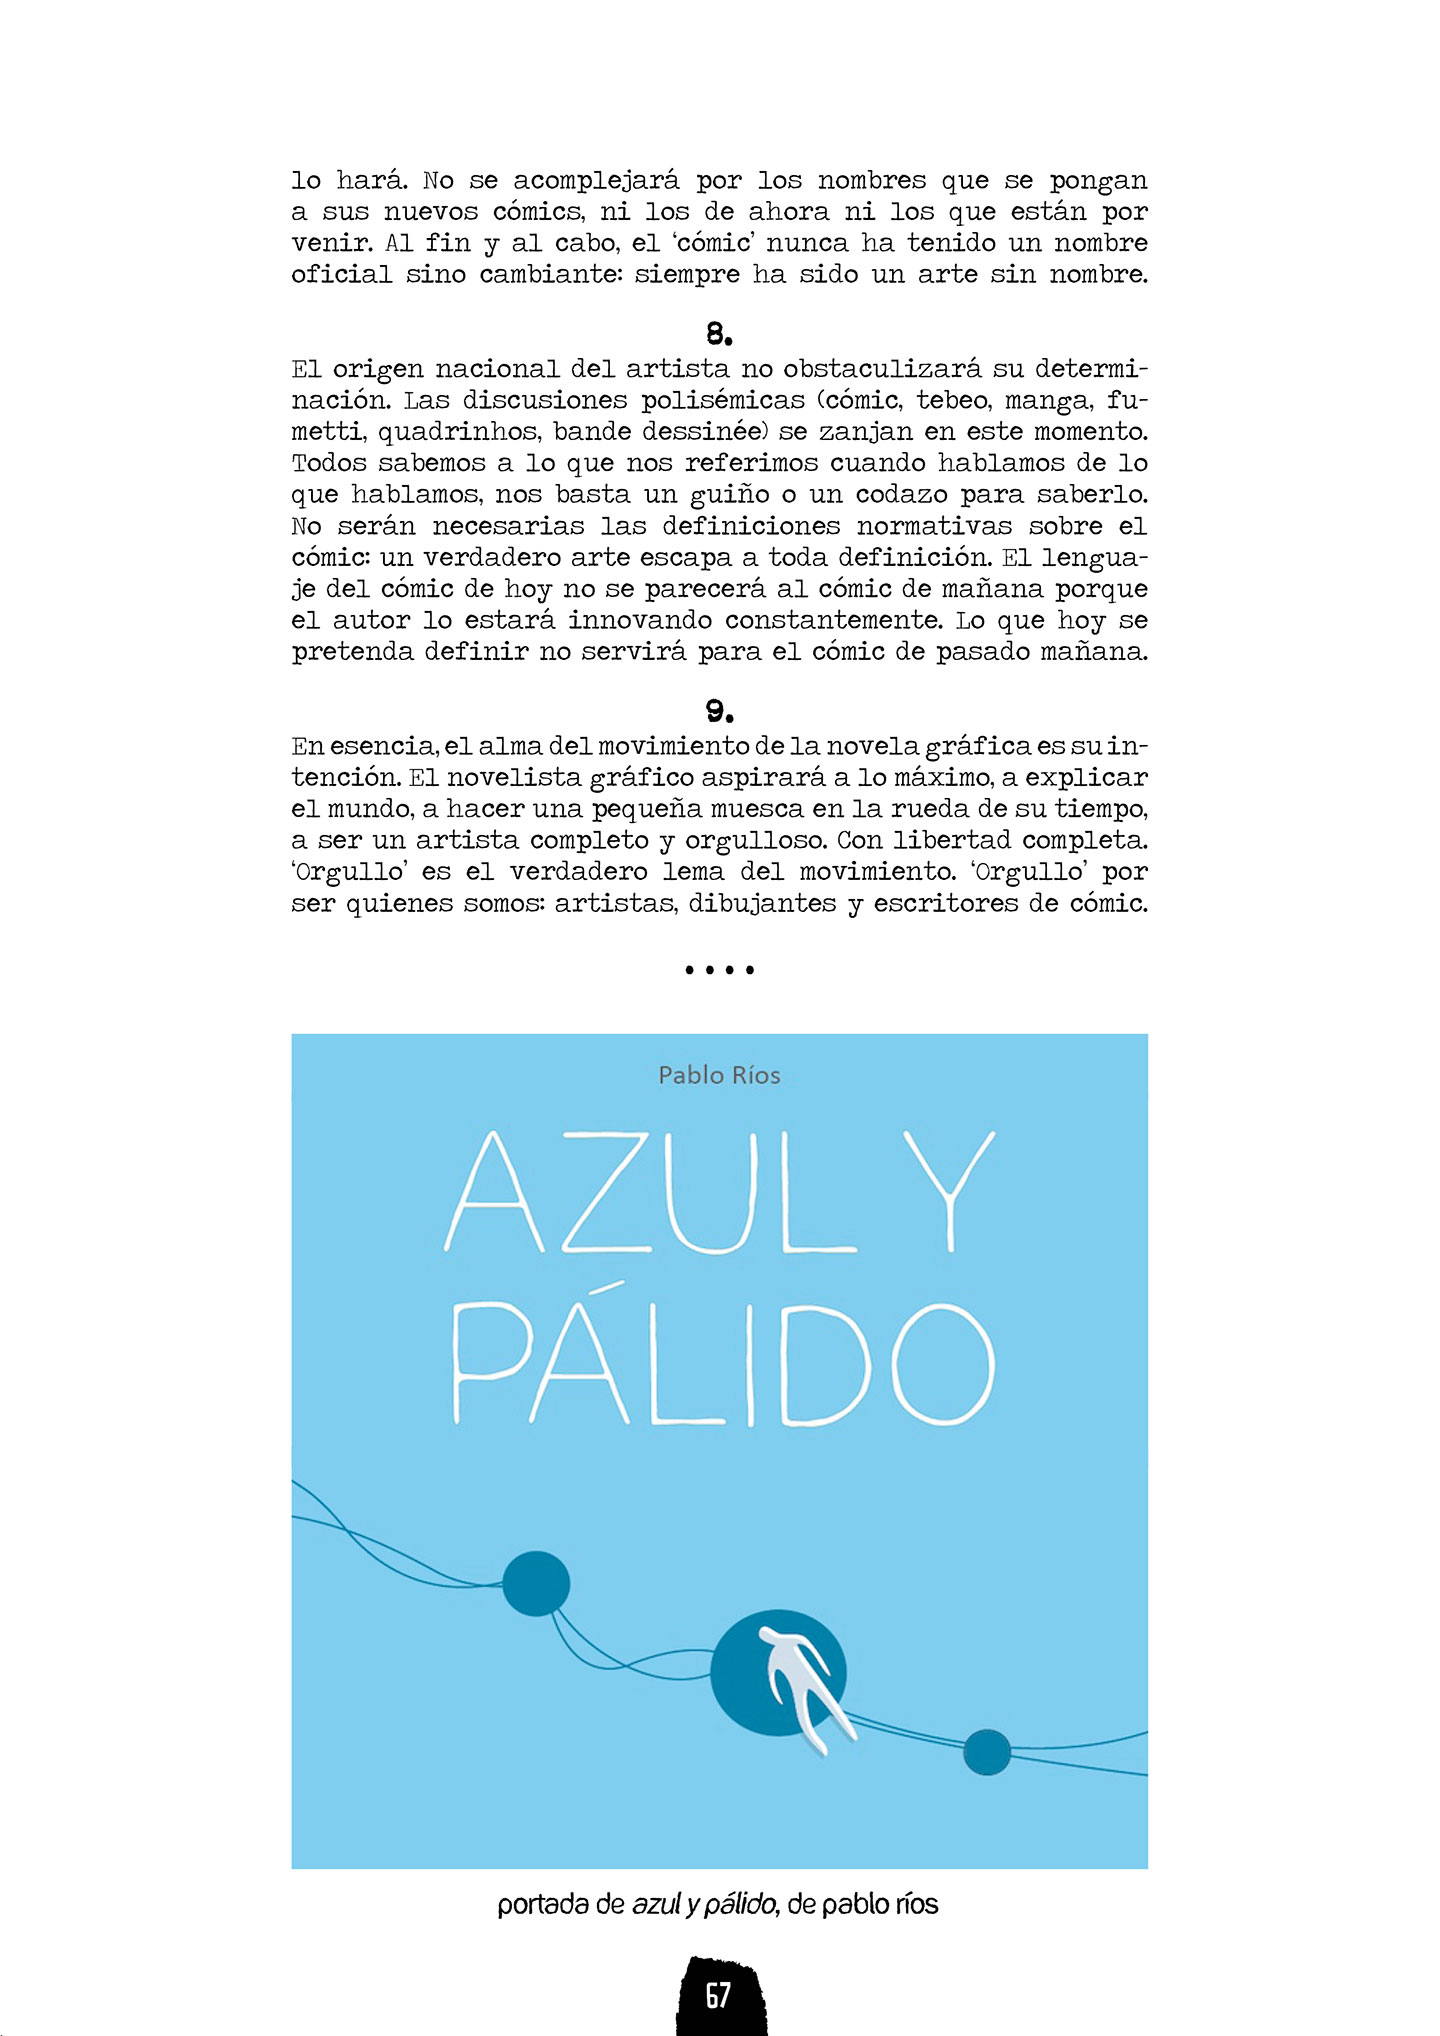 lo hará. No se acomplejará por los nombres que se pongan
a sus nuevos cómics, ni los de ahora ni los que están por
venir. Al fin y al cabo, el ‘cómic’ nunca ha tenido un nombre
oficial sino cambiante: siempre ha sido un arte sin nombre.
8.
El origen nacional del artista no obstaculizará su determi-
nación. Las discusiones polisémicas (cómic, tebeo, manga, fu-
metti, quadrinhos, bande dessinée) se zanjan en este momento.
Todos sabemos a lo que nos referimos cuando hablamos de lo
que hablamos, nos basta un guiño o un codazo para saberlo.
No serán necesarias las definiciones normativas sobre el
cómic: un verdadero arte escapa a toda definición. El lengua-
je del cómic de hoy no se parecerá al cómic de mañana porque
el autor lo estará innovando constantemente. Lo que hoy se
pretenda definir no servirá para el cómic de pasado mañana.
9.
En esencia, el alma del movimiento de la novela gráfica es su in-
tención. El novelista gráfico aspirará a lo máximo, a explicar
el mundo, a hacer una pequeña muesca en la rueda de su tiempo,
a ser un artista completo y orgulloso. Con libertad completa.
‘Orgullo’ es el verdadero lema del movimiento. ‘Orgullo’ por
ser quienes somos: artistas, dibujantes y escritores de cómic.
• • • •
Pablo Ríos
AZUL Y
PÁLIDO
portada de azul y pálido, de pablo ríos
67